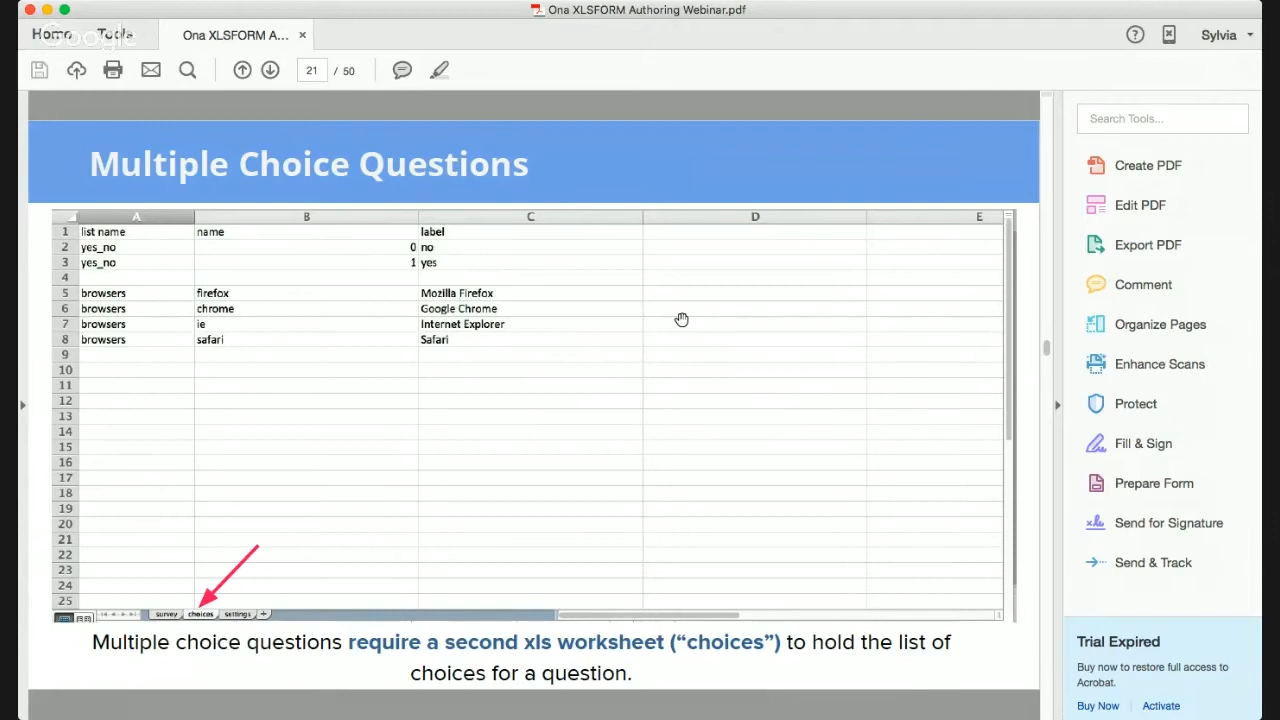 Ona XLSFORM Authoring Webinar.pdf
Home Tools Ona XLSFORM A... ×
Google
? Sylvia
21 / 50
Search Tools...
Multiple Choice Questions
Create PDF
Edit PDF
Export PDF
Comment
Organize Pages
Enhance Scans
Protect
Fill & Sign
Prepare Form
Send for Signature
Send & Track
A B C D E
1 list name name label
2 yes_no 0 no
3 yes_no 1 yes
4
5 browsers firefox Mozilla Firefox
6 browsers chrome Google Chrome
7 browsers ie Internet Explorer
8 browsers safari Safari
9
10
11
12
13
14
15
16
17
18
19
20
21
22
23
24
25
survey choices settings +
Multiple choice questions require a second xls worksheet (“choices”) to hold the list of
choices for a question.
Trial Expired
Buy now to restore full access to
Acrobat.
Buy Now Activate